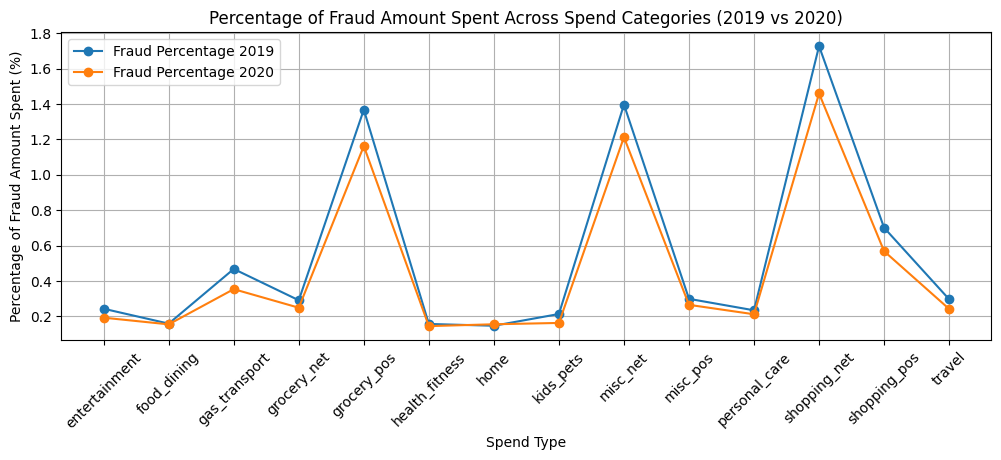 Percentage of Fraud Amount Spent Across Spend Categories (2019 vs 2020)
Fraud Percentage 2019
Fraud Percentage 2020
Percentage of Fraud Amount Spent (%)
1.8
1.6
1.4
1.2
1.0
0.8
0.6
0.4
0.2
entertainment
food_dining
gas_transport
grocery_net
grocery_pos
health_fitness
home
kids_pets
misc_net
misc_pos
personal_care
shopping_net
shopping_pos
travel
Spend Type